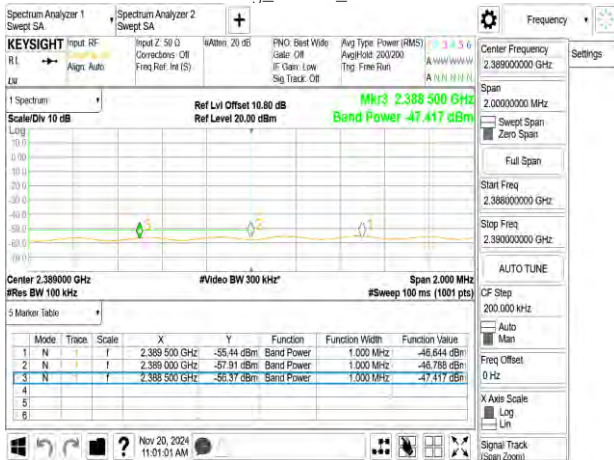 Spectrum Analyzer 1
Swept SA
Spectrum Analyzer 2
Swept SA
+
Frequency
KEYSIGHT
RL
Input: RF
Align: Auto
Input Z: 50 Ω
Corrections: Off
Freq Ref: Int (S)
#Atten: 20 dB
PNO: Best Wide
Gate: Off
IF Gain: Low
Sig Track: Off
Avg Type: Power (RMS)
Avg|Hold: 200/200
Trig: Free Run
A WWWWW
A N N N N N
1 Spectrum
Scale/Div 10 dB
Log
Ref Lvl Offset 10.80 dB
Ref Level 20.00 dBm
Mkr3 2.388 500 GHz
Band Power -47.417 dBm
10.0
0.00
-10.0
-20.0
-30.0
-40.0
-50.0
-60.0
-70.0
3
2
1
Center 2.389000 GHz
#Res BW 100 kHz
#Video BW 300 kHz*
Span 2.000 MHz
#Sweep 100 ms (1001 pts)
5 Marker Table
Mode Trace Scale X Y Function Function Width Function Value
1 N 1 f 2.389 500 GHz -55.44 dBm Band Power 1.000 MHz -46.644 dBm
2 N 1 f 2.389 000 GHz -57.91 dBm Band Power 1.000 MHz -46.788 dBm
3 N 1 f 2.388 500 GHz -56.37 dBm Band Power 1.000 MHz -47.417 dBm
4
5
6
Nov 20, 2024
11:01:01 AM
?
Center Frequency
2.389000000 GHz
Settings
Span
2.00000000 MHz
Swept Span
Zero Span
Full Span
Start Freq
2.388000000 GHz
Stop Freq
2.390000000 GHz
AUTO TUNE
CF Step
200.000 kHz
Auto
Man
Freq Offset
0 Hz
X Axis Scale
Log
Lin
Signal Track
(Span Zoom)